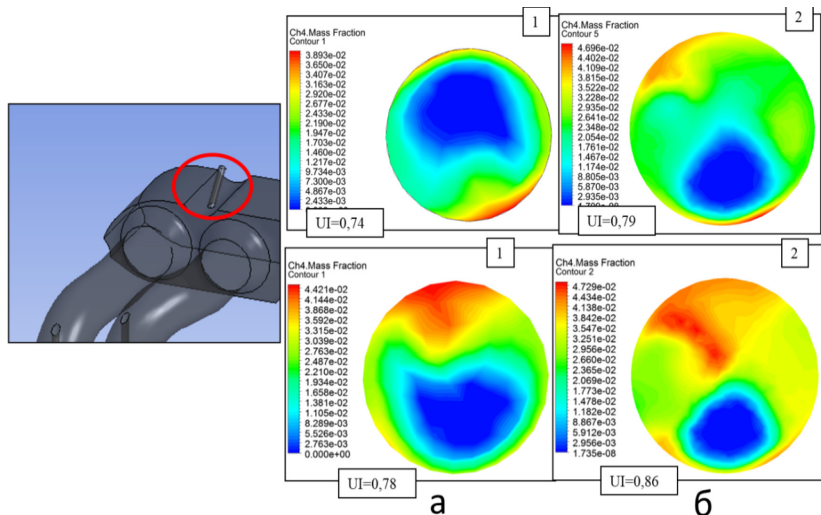 1
Ch4.Mass Fraction
Contour 1
3.893e-02
3.650e-02
3.407e-02
3.163e-02
2.920e-02
2.677e-02
2.433e-02
2.190e-02
1.947e-02
1.703e-02
1.460e-02
1.217e-02
9.734e-03
7.300e-03
4.867e-03
2.433e-03
UI=0,74
2
Ch4.Mass Fraction
Contour 5
4.696e-02
4.402e-02
4.109e-02
3.815e-02
3.522e-02
3.228e-02
2.935e-02
2.641e-02
2.348e-02
2.054e-02
1.761e-02
1.467e-02
1.174e-02
8.805e-03
5.870e-03
2.935e-03
UI=0,79
1
Ch4.Mass Fraction
Contour 1
4.421e-02
4.144e-02
3.868e-02
3.592e-02
3.315e-02
3.039e-02
2.763e-02
2.487e-02
2.210e-02
1.934e-02
1.658e-02
1.381e-02
1.105e-02
8.289e-03
5.526e-03
2.763e-03
0.000e+00
UI=0,78
2
Ch4.Mass Fraction
Contour 2
4.729e-02
4.434e-02
4.138e-02
3.842e-02
3.547e-02
3.251e-02
2.956e-02
2.660e-02
2.365e-02
2.069e-02
1.773e-02
1.478e-02
1.182e-02
8.867e-03
5.912e-03
2.956e-03
1.735e-08
UI=0,86
а
б